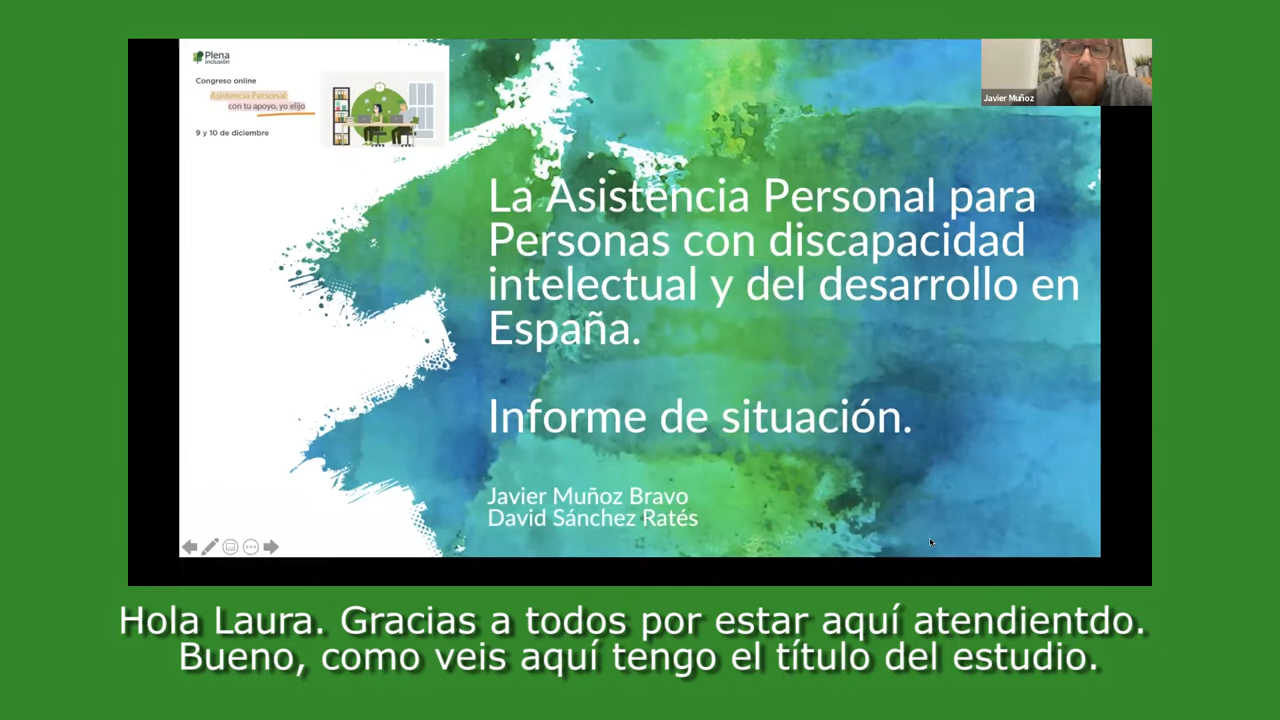 Plena
inclusión
Congreso online
Asistencia Personal:
con tu apoyo, yo elijo
9 y 10 de diciembre
Javier Muñoz
La Asistencia Personal para
Personas con discapacidad
intelectual y del desarrollo en
España.
Informe de situación.
Javier Muñoz Bravo
David Sánchez Ratés
Hola Laura. Gracias a todos por estar aquí atendientdo.
Bueno, como veis aquí tengo el título del estudio.